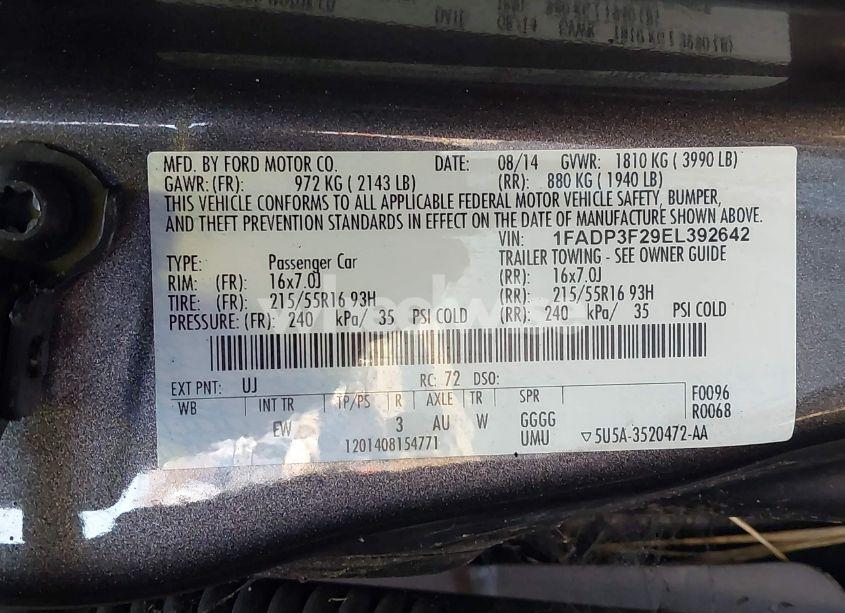 MFD. BY FORD MOTOR CO. DATE: 08/14 GVWR: 1810 KG ( 3990 LB)
GAWR: (FR): 972 KG ( 2143 LB) (RR): 880 KG ( 1940 LB)
THIS VEHICLE CONFORMS TO ALL APPLICABLE FEDERAL MOTOR VEHICLE SAFETY, BUMPER,
AND THEFT PREVENTION STANDARDS IN EFFECT ON THE DATE OF MANUFACTURE SHOWN ABOVE.
VIN: 1FADP3F29EL392642
TYPE: Passenger Car TRAILER TOWING - SEE OWNER GUIDE
RIM: (FR) 16x7.0J (RR): 16x7.0J
TIRE: (FR) : 215/55R16 93H (RR): 215/55R16 93H
PRESSURE: (FR): 240 kPa/ 35 PSI COLD (RR): 240 kPa/ 35 PSI COLD
EXT PNT: UJ RC: 72 DSO:
WB INT TR TP/PS R AXLE TR SPR F0096
EW 3 AU W GGGG R0068
1201408154771 UMU ▽5U5A-3520472-AA